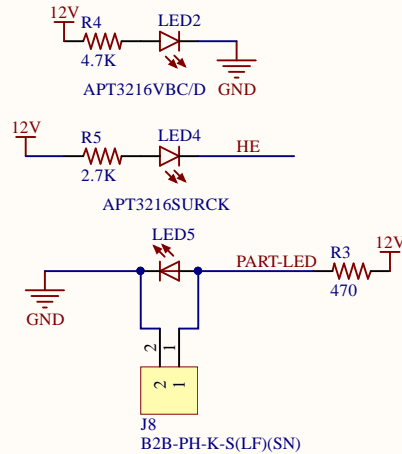 12V
R4
LED2
4.7K
APT3216VBC/D
GND
12V
R5
LED4
HE
2.7K
APT3216SURCK
LED5
PART-LED
R3
12V
470
GND
2
1
2
1
J8
B2B-PH-K-S(LF)(SN)